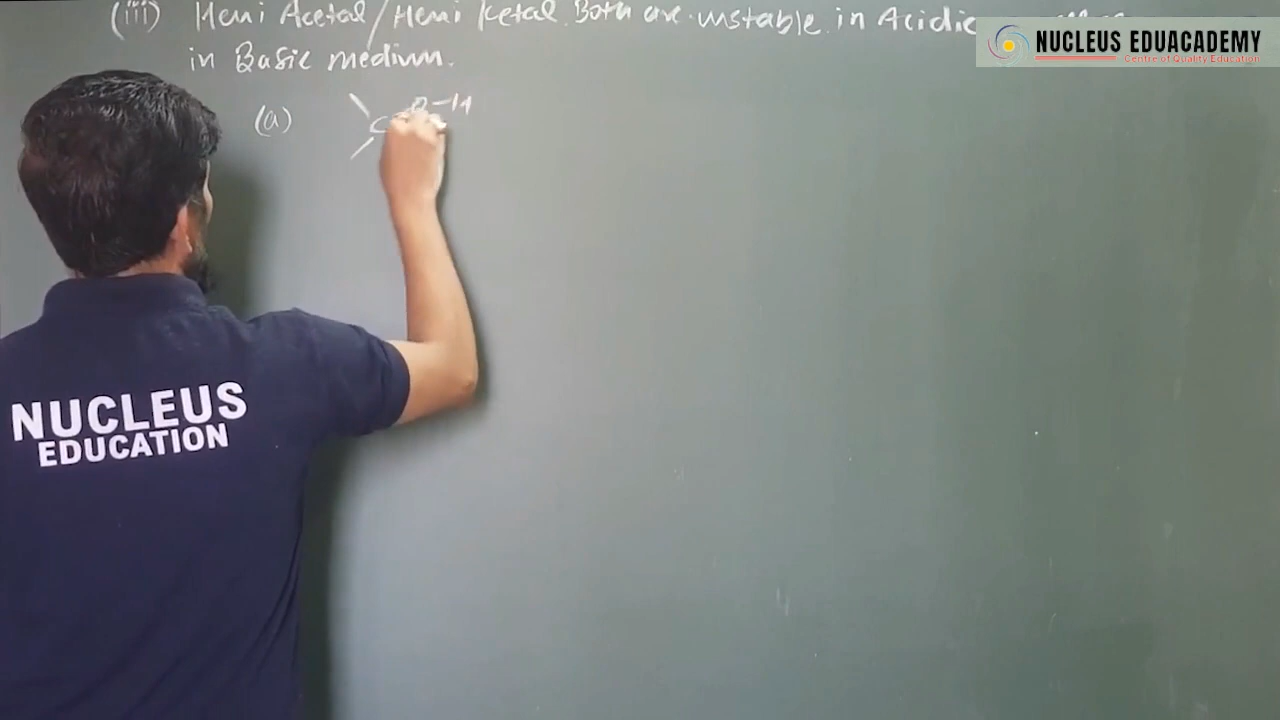 (iii) Hemi Acetal/Hemi Ketal Both are unstable in Acidic
in Basic medium.
(a) C O-H
NUCLEUS EDUACADEMY
Centre of Quality Education
NUCLEUS
EDUCATION